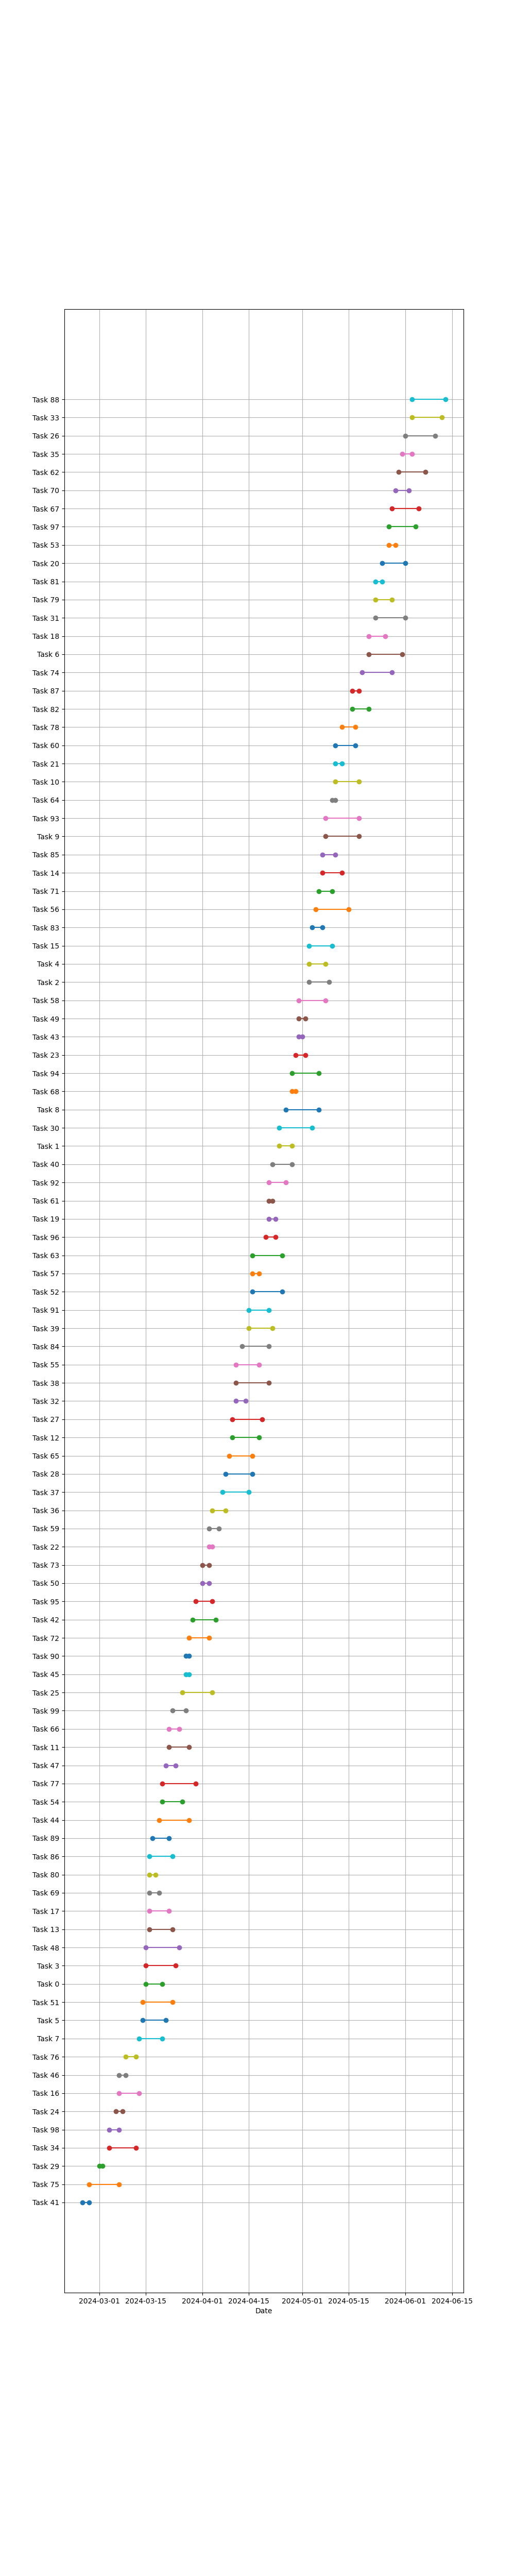 Task 88
Task 33
Task 26
Task 35
Task 62
Task 70
Task 67
Task 97
Task 53
Task 20
Task 81
Task 79
Task 31
Task 18
Task 6
Task 74
Task 87
Task 82
Task 78
Task 60
Task 21
Task 10
Task 64
Task 93
Task 9
Task 85
Task 14
Task 71
Task 56
Task 83
Task 15
Task 4
Task 2
Task 58
Task 49
Task 43
Task 23
Task 94
Task 68
Task 8
Task 30
Task 1
Task 40
Task 92
Task 61
Task 19
Task 96
Task 63
Task 57
Task 52
Task 91
Task 39
Task 84
Task 55
Task 38
Task 32
Task 27
Task 12
Task 65
Task 28
Task 37
Task 36
Task 59
Task 22
Task 73
Task 50
Task 95
Task 42
Task 72
Task 90
Task 45
Task 25
Task 99
Task 66
Task 11
Task 47
Task 77
Task 54
Task 44
Task 89
Task 86
Task 80
Task 69
Task 17
Task 13
Task 48
Task 3
Task 0
Task 51
Task 5
Task 7
Task 76
Task 46
Task 16
Task 24
Task 98
Task 34
Task 29
Task 75
Task 41
2024-03-01 2024-03-15 2024-04-01 2024-04-15 2024-05-01 2024-05-15 2024-06-01 2024-06-15
Date